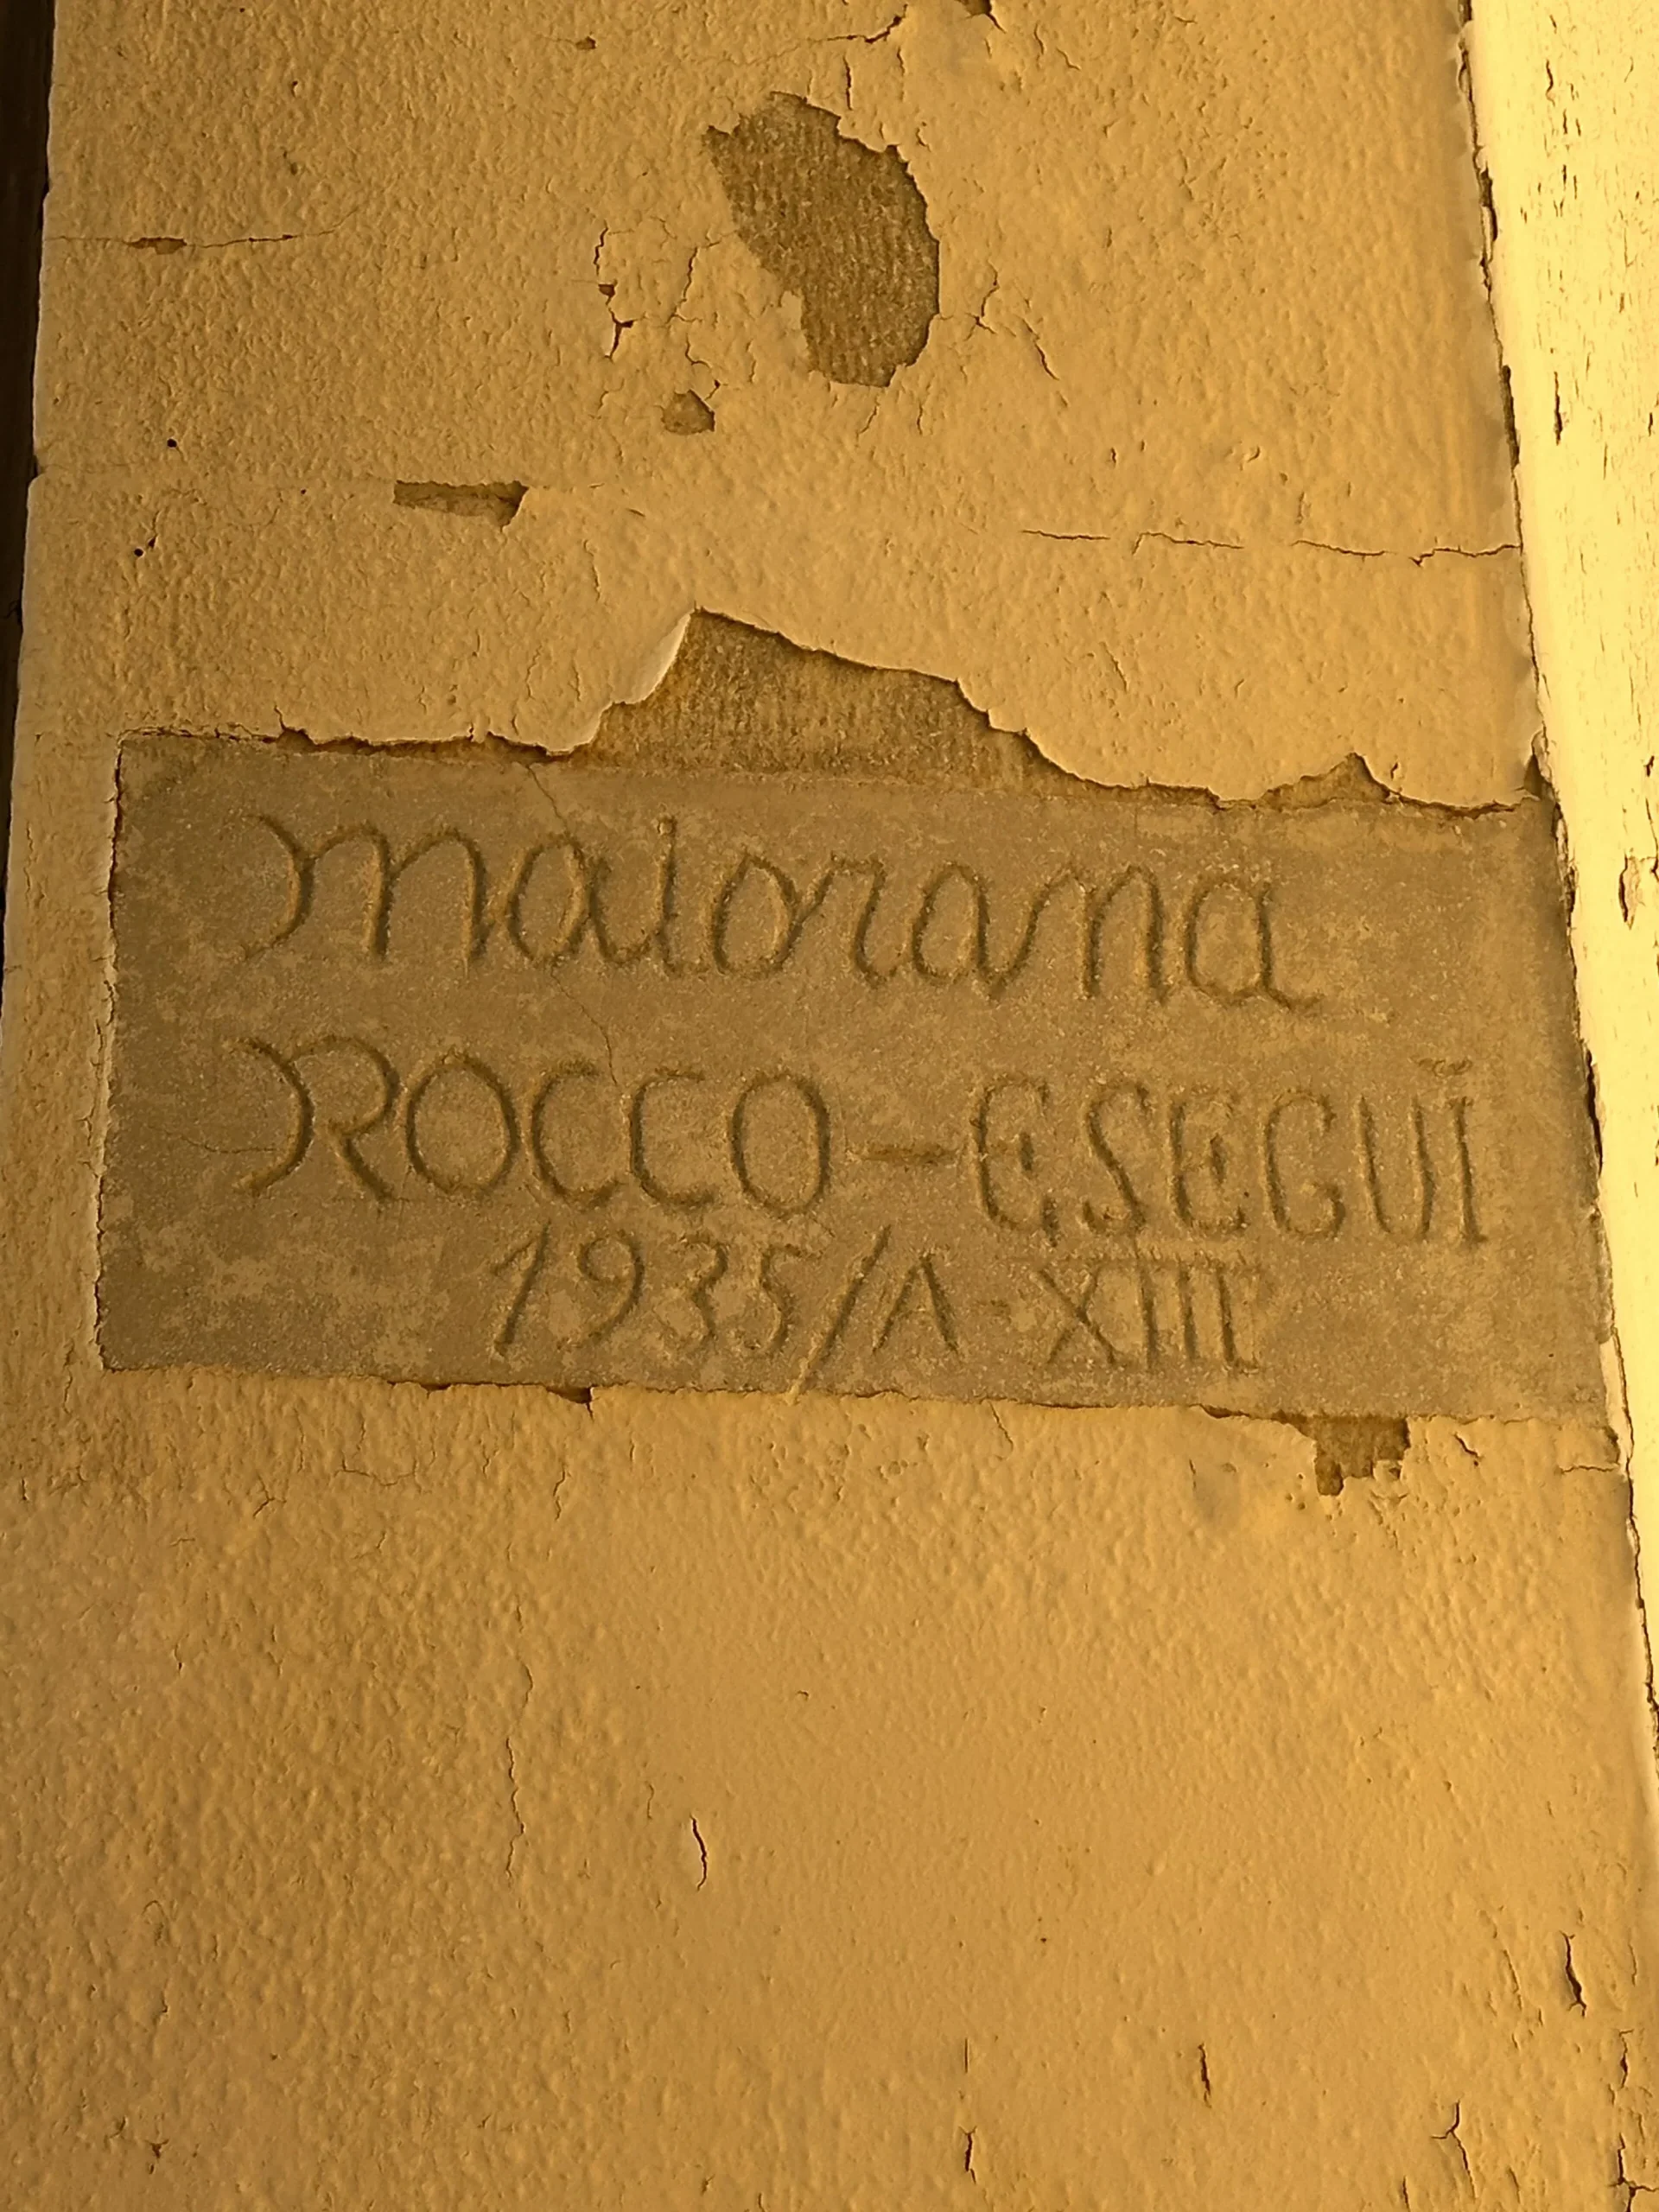 Maiorana
ROCCO - ESEGUÌ
1935/A XIII